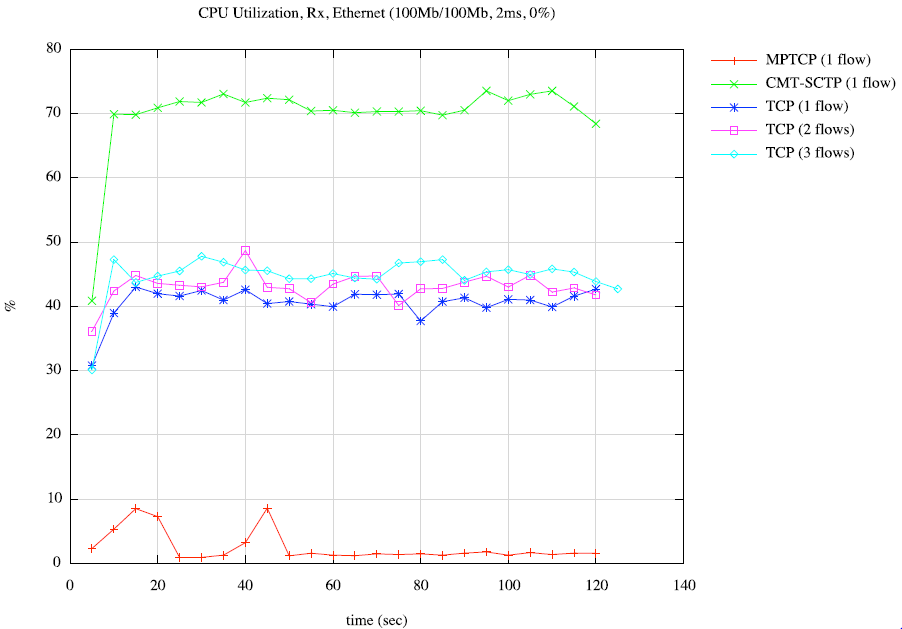 CPU Utilization, Rx, Ethernet (100Mb/100Mb, 2ms, 0%)
80
70
60
50
40
30
20
10
0
%
0 20 40 60 80 100 120 140
time (sec)
MPTCP (1 flow)
CMT-SCTP (1 flow)
TCP (1 flow)
TCP (2 flows)
TCP (3 flows)